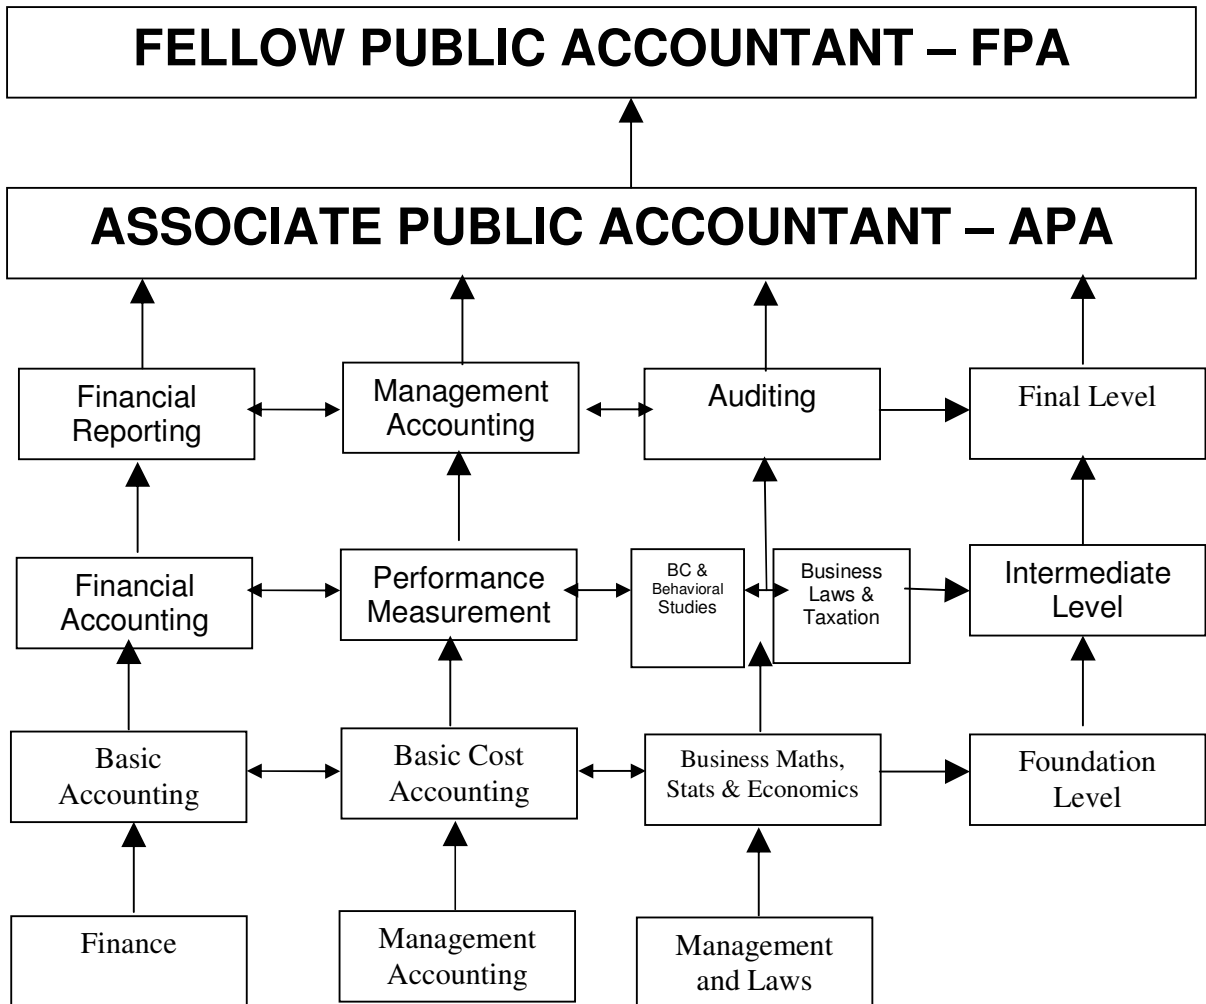 FELLOW PUBLIC ACCOUNTANT – FPA
ASSOCIATE PUBLIC ACCOUNTANT – APA
Financial
Reporting
Management
Accounting
Auditing
Final Level
Financial
Accounting
Performance
Measurement
BC &
Behavioral
Studies
Business
Laws &
Taxation
Intermediate
Level
Basic
Accounting
Basic Cost
Accounting
Business Maths,
Stats & Economics
Foundation
Level
Finance
Management
Accounting
Management
and Laws